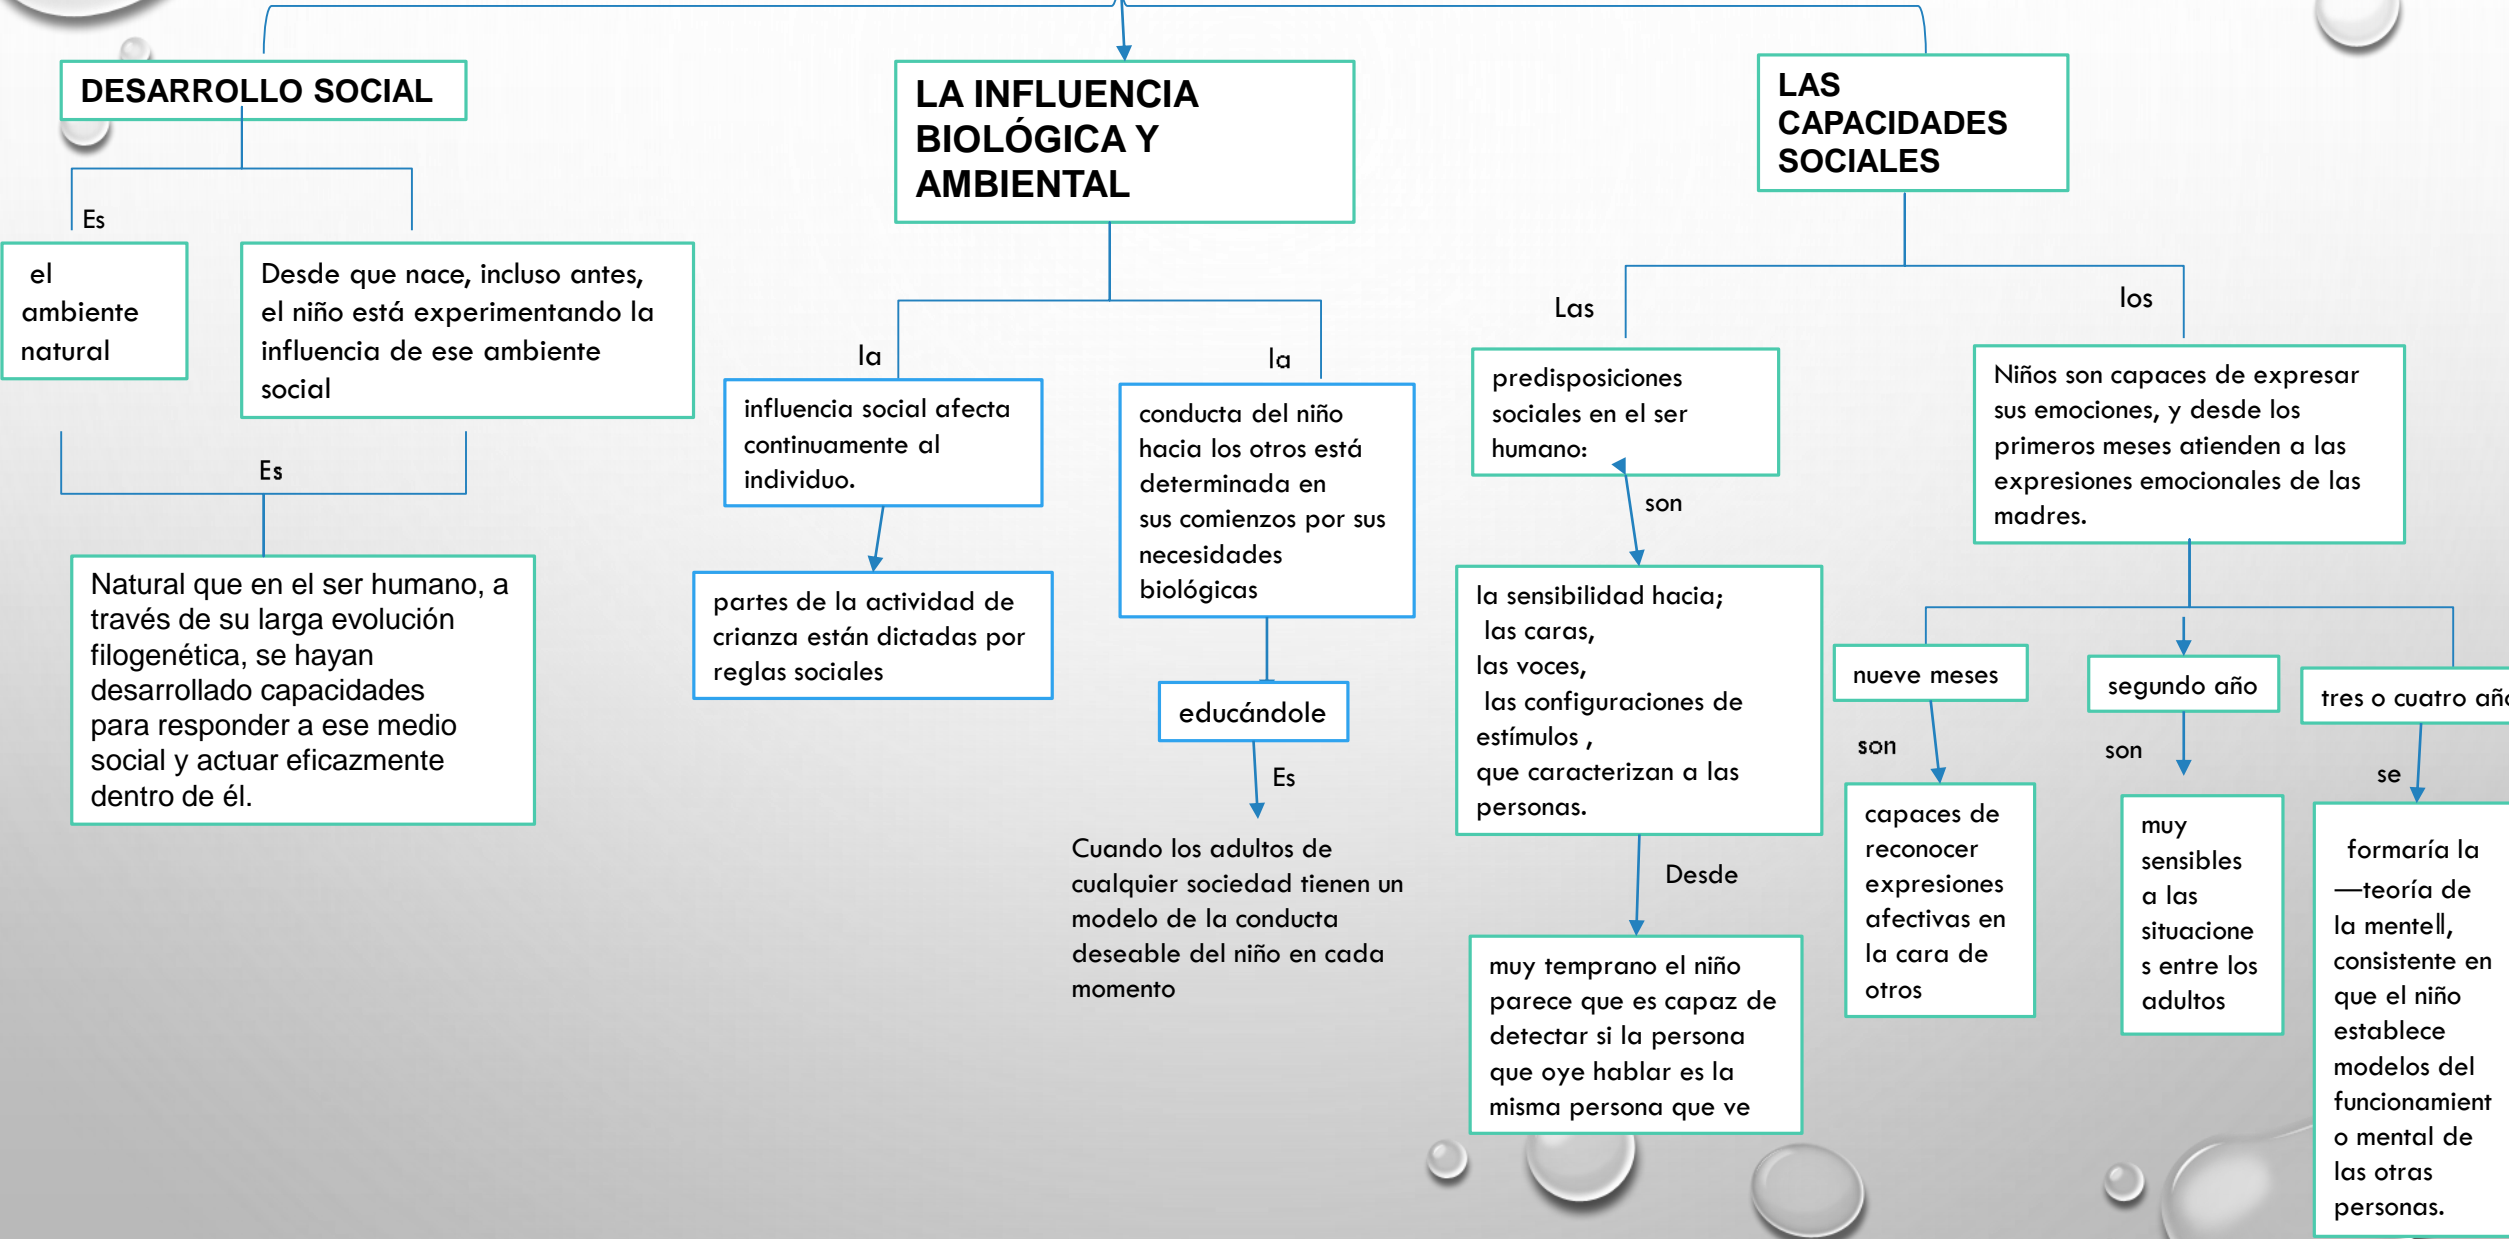 DESARROLLO SOCIAL
Es
el
ambiente
natural
Desde que nace, incluso antes,
el niño está experimentando la
influencia de ese ambiente
social
Es
Natural que en el ser humano, a
través de su larga evolución
filogenética, se hayan
desarrollado capacidades
para responder a ese medio
social y actuar eficazmente
dentro de él.
LA INFLUENCIA
BIOLÓGICA Y
AMBIENTAL
la
influencia social afecta
continuamente al
individuo.
partes de la actividad de
crianza están dictadas por
reglas sociales
la
conducta del niño
hacia los otros está
determinada en
sus comienzos por sus
necesidades
biológicas
educándole
Es
Cuando los adultos de
cualquier sociedad tienen un
modelo de la conducta
deseable del niño en cada
momento
LAS
CAPACIDADES
SOCIALES
Las
predisposiciones
sociales en el ser
humano:
son
la sensibilidad hacia;
las caras,
las voces,
las configuraciones de
estímulos ,
que caracterizan a las
personas.
Desde
muy temprano el niño
parece que es capaz de
detectar si la persona
que oye hablar es la
misma persona que ve
los
Niños son capaces de expresar
sus emociones, y desde los
primeros meses atienden a las
expresiones emocionales de las
madres.
nueve meses
son
capaces de
reconocer
expresiones
afectivas en
la cara de
otros
segundo año
son
muy
sensibles
a las
situacione
s entre los
adultos
tres o cuatro año
se
formaría la
―teoría de
la mente‖,
consistente en
que el niño
establece
modelos del
funcionamient
o mental de
las otras
personas.